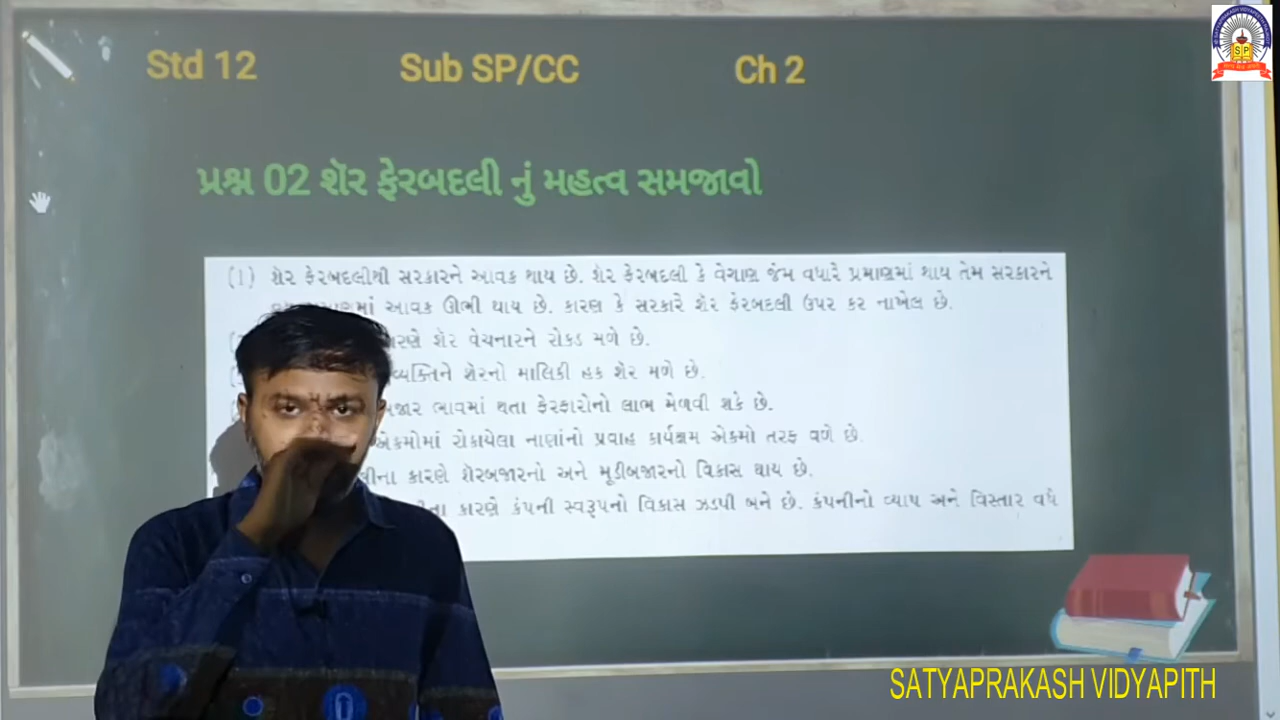 Std 12 Sub SP/CC Ch 2
પ્રશ્ન 02 શૅર ફેરબદલી નું મહત્વ સમજાવો
(1) શૅર ફેરબદલીથી સરકારને આવક થાય છે. શૅર ફેરબદલી કે વેચાણ જેમ વધારે પ્રમાણમાં થાય તેમ સરકારને
આવક ઊભી થાય છે. કારણ કે સરકારે શૅર ફેરબદલી ઉપર કર નાખેલ છે.
શૅર વેચનારને રોકડ મળે છે.
વ્યક્તિને શૅરનો માલિકી હક શૅર મળે છે.
ભાવમાં થતા ફેરફારોનો લાભ મેળવી શકે છે.
એકમોમાં રોકાયેલા નાણાંનો પ્રવાહ કાર્યક્ષમ એકમો તરફ વળે છે.
કારણે શૅરબજારનો અને મૂડીબજારનો વિકાસ થાય છે.
કારણે કંપની સ્વરૂપનો વિકાસ ઝડપી બને છે. કંપનીનો વ્યાપ અને વિસ્તાર વધે
SATYAPRAKASH VIDYAPITH